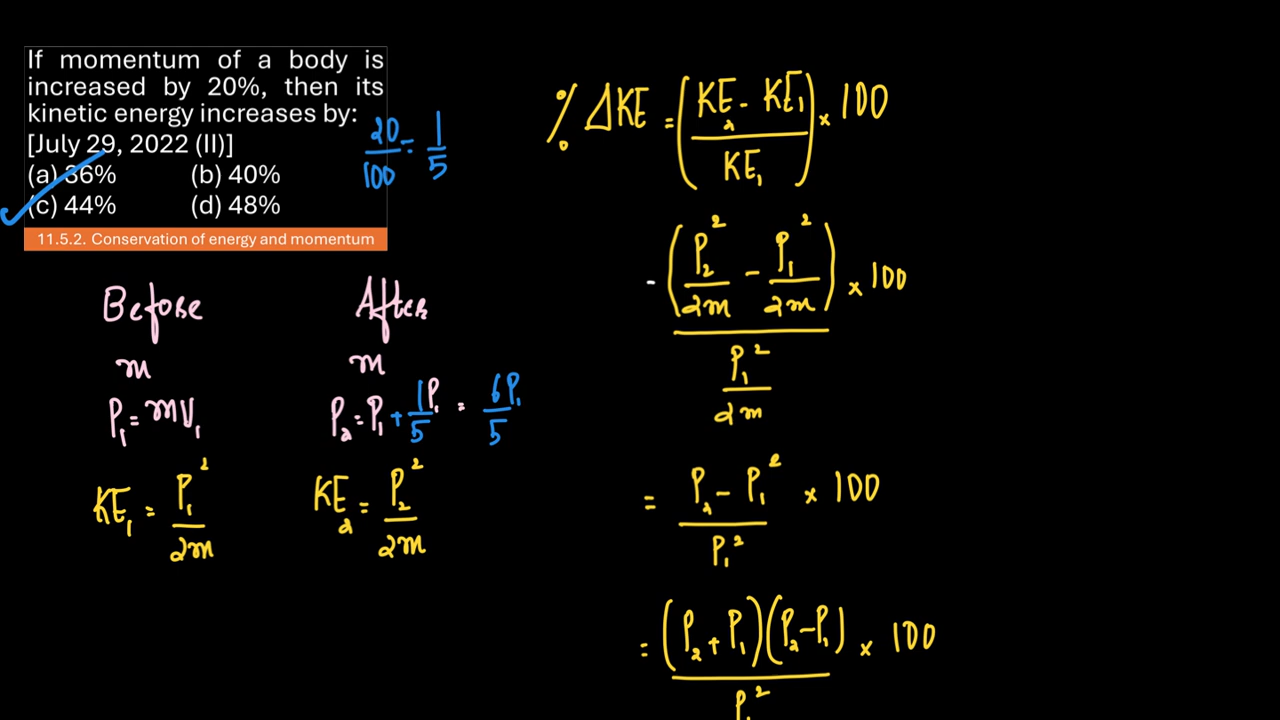 If momentum of a body is
increased by 20%, then its
kinetic energy increases by:
[July 29, 2022 (II)]
(a) 36% (b) 40%
(c) 44% (d) 48%
11.5.2. Conservation of energy and momentum
20/100 = 1/5
Before
m
P₁ = mV₁
KE₁ = P₁²/2m
After
m
P₂ = P₁ + 1P₁/5 = 6P₁/5
KE₂ = P₂²/2m
% ΔKE = ((KE₂ - KE₁)/KE₁) × 100
- (P₂²/2m - P₁²/2m)/(P₁²/2m) × 100
= (P₂ - P₁²)/P₁² × 100
= (P₂ + P₁)(P₂ - P₁)/P₁² × 100